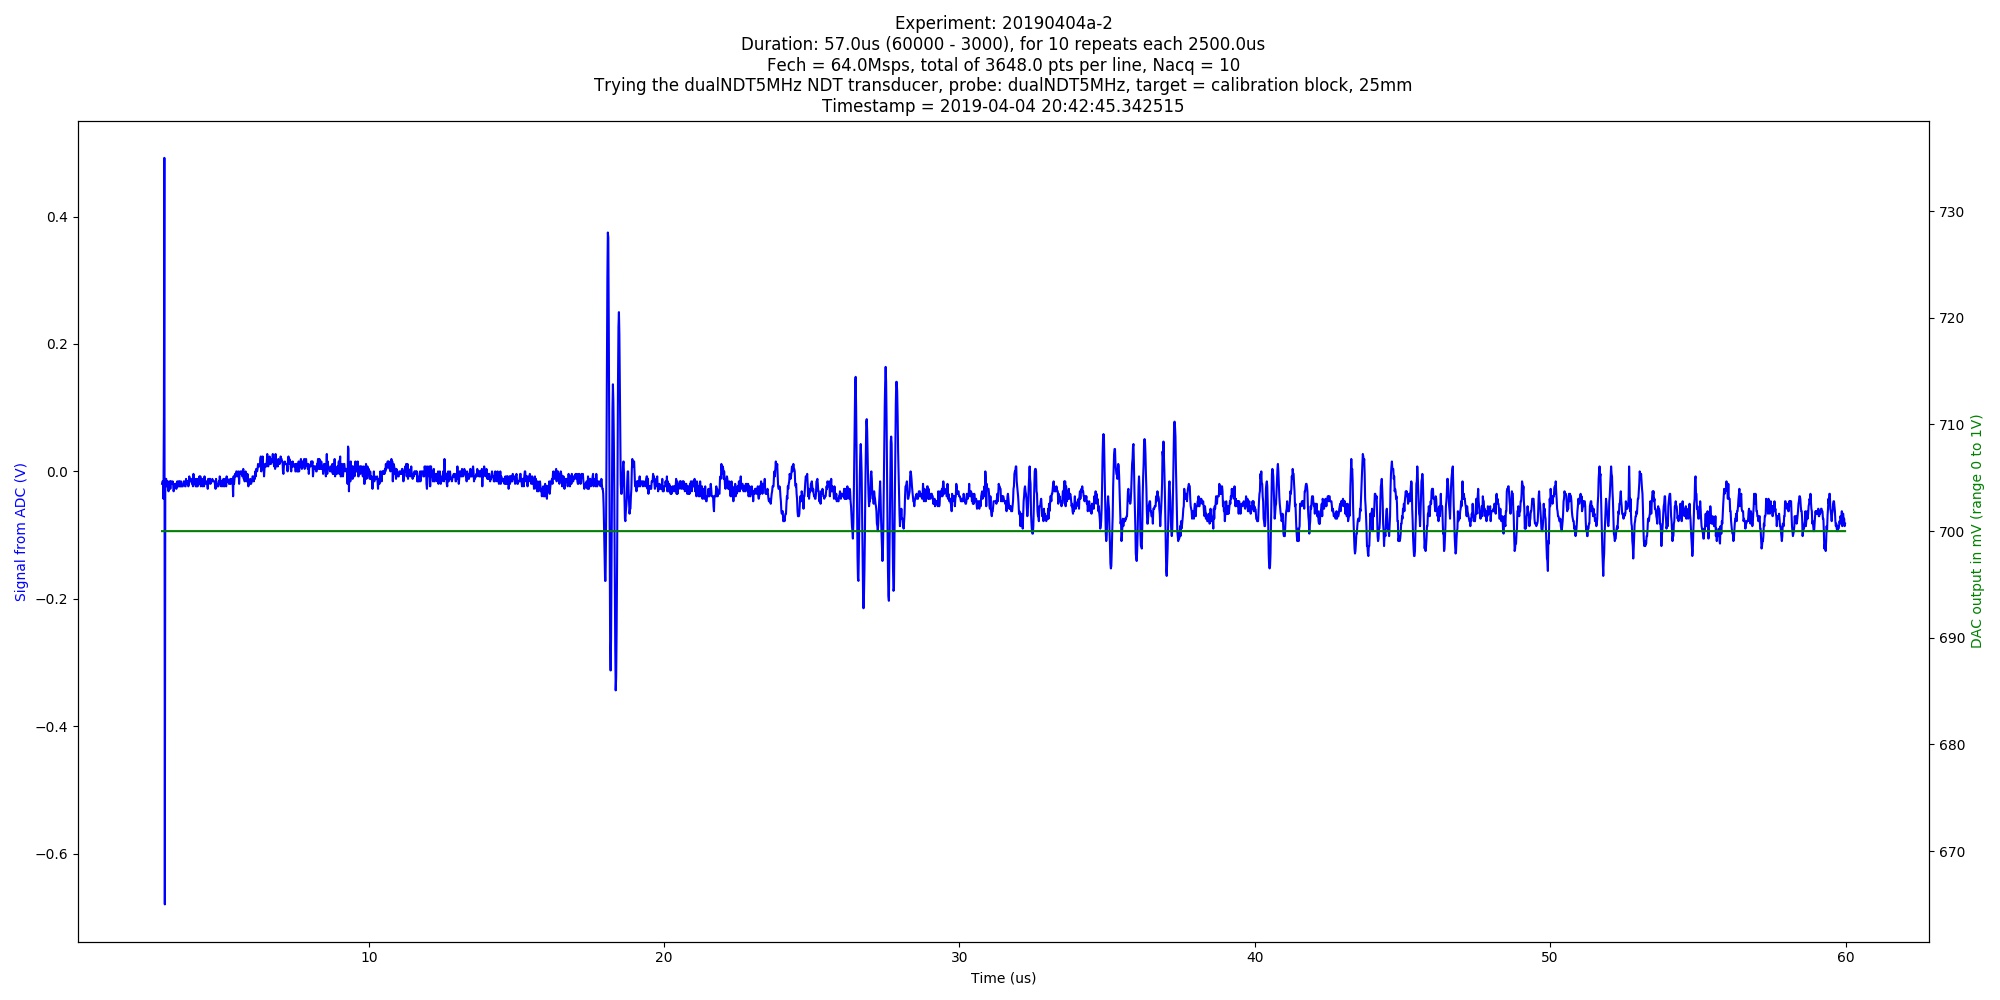 Experiment: 20190404a-2
Duration: 57.0us (60000 - 3000), for 10 repeats each 2500.0us
Fech = 64.0Msps, total of 3648.0 pts per line, Nacq = 10
Trying the dualNDT5MHz NDT transducer, probe: dualNDT5MHz, target = calibration block, 25mm
Timestamp = 2019-04-04 20:42:45.342515
Signal from ADC (V)
0.4
0.2
0.0
−0.2
−0.4
−0.6
730
720
710
700
690
680
670
DAC output in mV (range 0 to 1V)
10
20
30
40
50
60
Time (us)